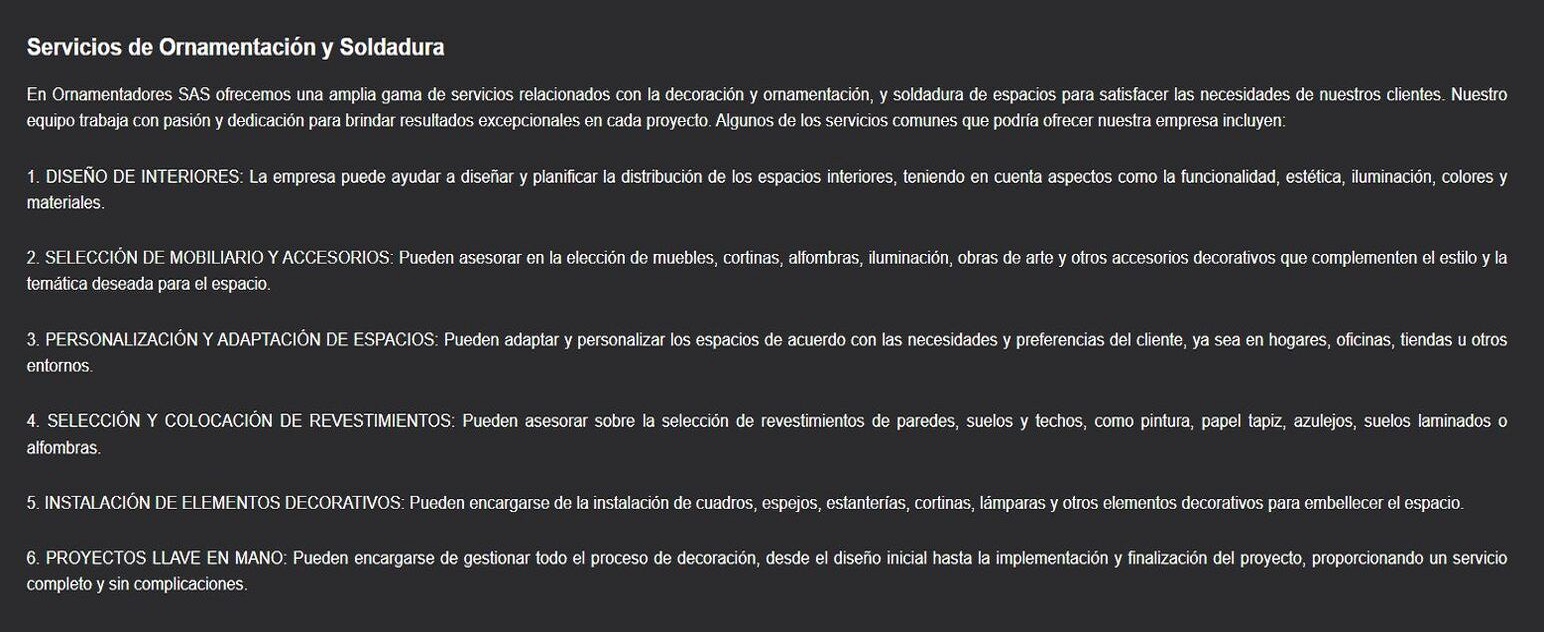 Servicios de Ornamentación y Soldadura
En Ornamentadores SAS ofrecemos una amplia gama de servicios relacionados con la decoración y ornamentación, y soldadura de espacios para satisfacer las necesidades de nuestros clientes. Nuestro
equipo trabaja con pasión y dedicación para brindar resultados excepcionales en cada proyecto. Algunos de los servicios comunes que podría ofrecer nuestra empresa incluyen:
1. DISEÑO DE INTERIORES: La empresa puede ayudar a diseñar y planificar la distribución de los espacios interiores, teniendo en cuenta aspectos como la funcionalidad, estética, iluminación, colores y
materiales.
2. SELECCIÓN DE MOBILIARIO Y ACCESORIOS: Pueden asesorar en la elección de muebles, cortinas, alfombras, iluminación, obras de arte y otros accesorios decorativos que complementen el estilo y la
temática deseada para el espacio.
3. PERSONALIZACIÓN Y ADAPTACIÓN DE ESPACIOS: Pueden adaptar y personalizar los espacios de acuerdo con las necesidades y preferencias del cliente, ya sea en hogares, oficinas, tiendas u otros
entornos.
4. SELECCIÓN Y COLOCACIÓN DE REVESTIMIENTOS: Pueden asesorar sobre la selección de revestimientos de paredes, suelos y techos, como pintura, papel tapiz, azulejos, suelos laminados o
alfombras.
5. INSTALACIÓN DE ELEMENTOS DECORATIVOS: Pueden encargarse de la instalación de cuadros, espejos, estanterías, cortinas, lámparas y otros elementos decorativos para embellecer el espacio.
6. PROYECTOS LLAVE EN MANO: Pueden encargarse de gestionar todo el proceso de decoración, desde el diseño inicial hasta la implementación y finalización del proyecto, proporcionando un servicio
completo y sin complicaciones.